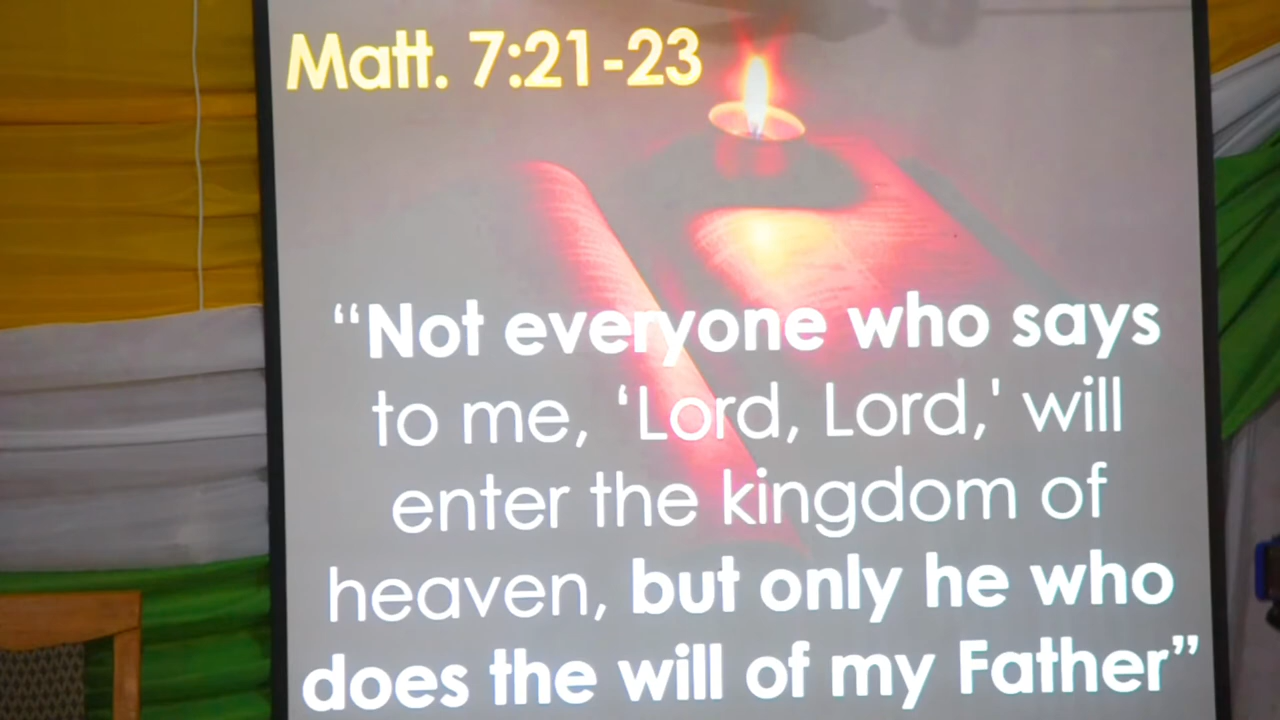 Matt. 7:21-23
“Not everyone who says
to me, ‘Lord, Lord,' will
enter the kingdom of
heaven, but only he who
does the will of my Father”